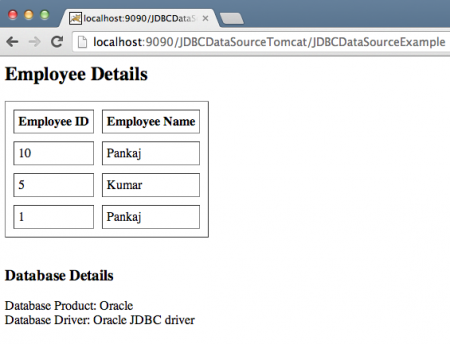 localhost:9090/JDBCDataS
localhost:9090/JDBCDataSourceTomcat/JDBCDataSourceExample
Employee Details
Employee ID Employee Name
10 Pankaj
5 Kumar
1 Pankaj
Database Details
Database Product: Oracle
Database Driver: Oracle JDBC driver